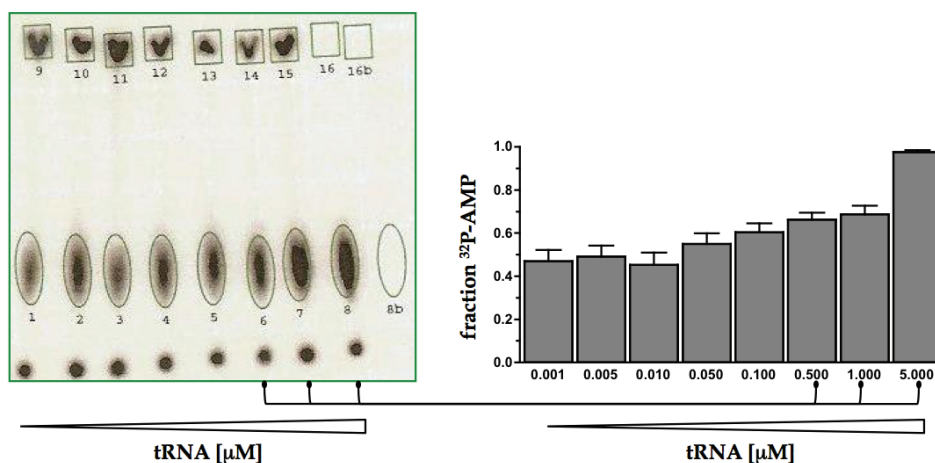 9 10 11 12 13 14 15 16 16b
1 2 3 4 5 6 7 8 8b
tRNA [µM]
fraction ³²P-AMP
1.0
0.8
0.6
0.4
0.2
0.0
0.001 0.005 0.010 0.050 0.100 0.500 1.000 5.000
tRNA [µM]